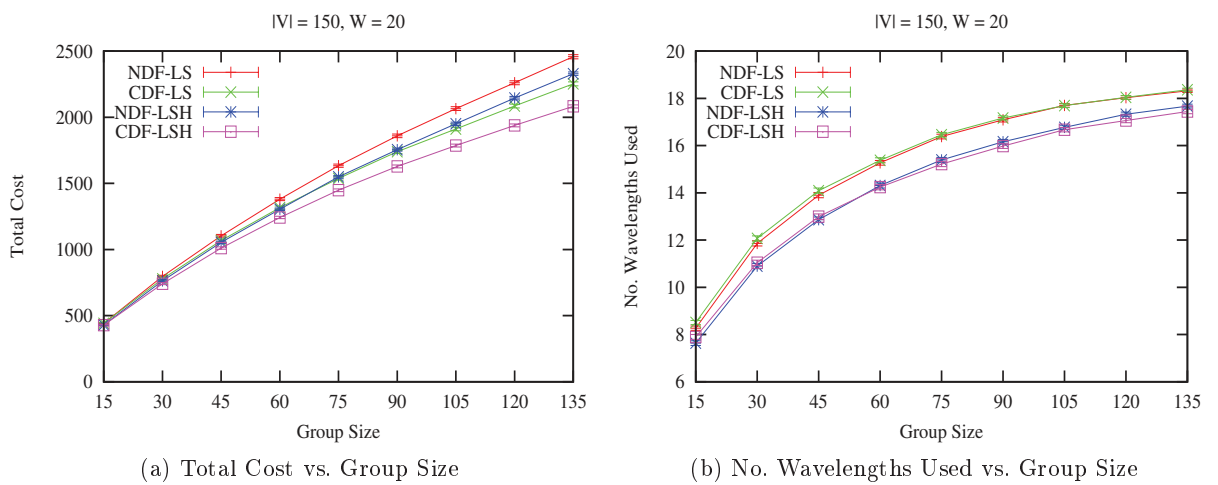 |V| = 150, W = 20
Total Cost
2500
2000
1500
1000
500
0
NDF-LS
CDF-LS
NDF-LSH
CDF-LSH
15 30 45 60 75 90 105 120 135
Group Size
(a) Total Cost vs. Group Size
|V| = 150, W = 20
No. Wavelengths Used
20
18
16
14
12
10
8
6
NDF-LS
CDF-LS
NDF-LSH
CDF-LSH
15 30 45 60 75 90 105 120 135
Group Size
(b) No. Wavelengths Used vs. Group Size